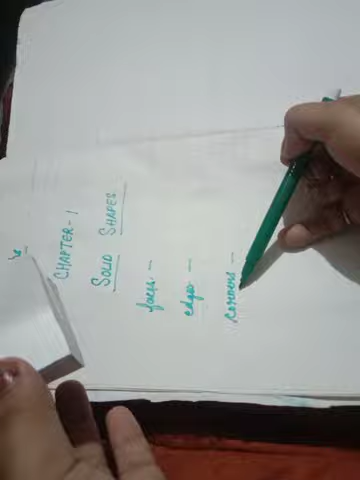 CHAPTER-1
SOLID SHAPES
faces -
edges -
corners -